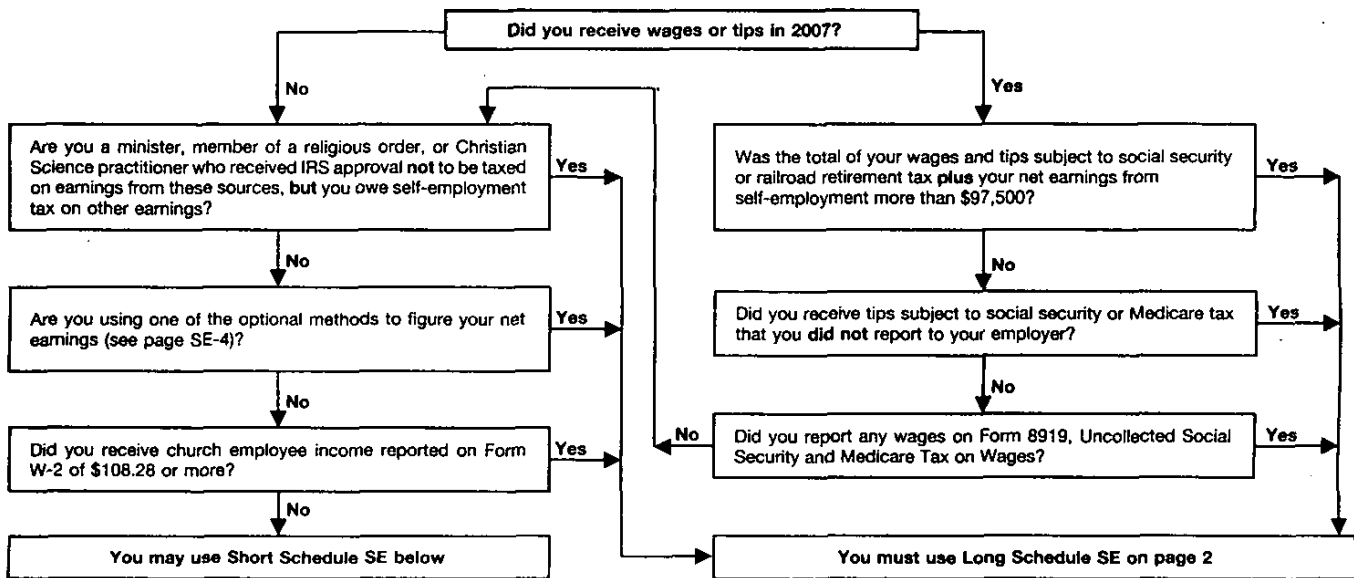 Did you receive wages or tips in 2007?
No
Yes
Are you a minister, member of a religious order, or Christian
Science practitioner who received IRS approval not to be taxed
on earnings from these sources, but you owe self-employment
tax on other earnings?
Yes
Was the total of your wages and tips subject to social security
or railroad retirement tax plus your net earnings from
self-employment more than $97,500?
Yes
No
No
Are you using one of the optional methods to figure your net
earnings (see page SE-4)?
Yes
Did you receive tips subject to social security or Medicare tax
that you did not report to your employer?
Yes
No
No
Did you receive church employee income reported on Form
W-2 of $108.28 or more?
Yes
No
Did you report any wages on Form 8919, Uncollected Social
Security and Medicare Tax on Wages?
Yes
No
You may use Short Schedule SE below
You must use Long Schedule SE on page 2